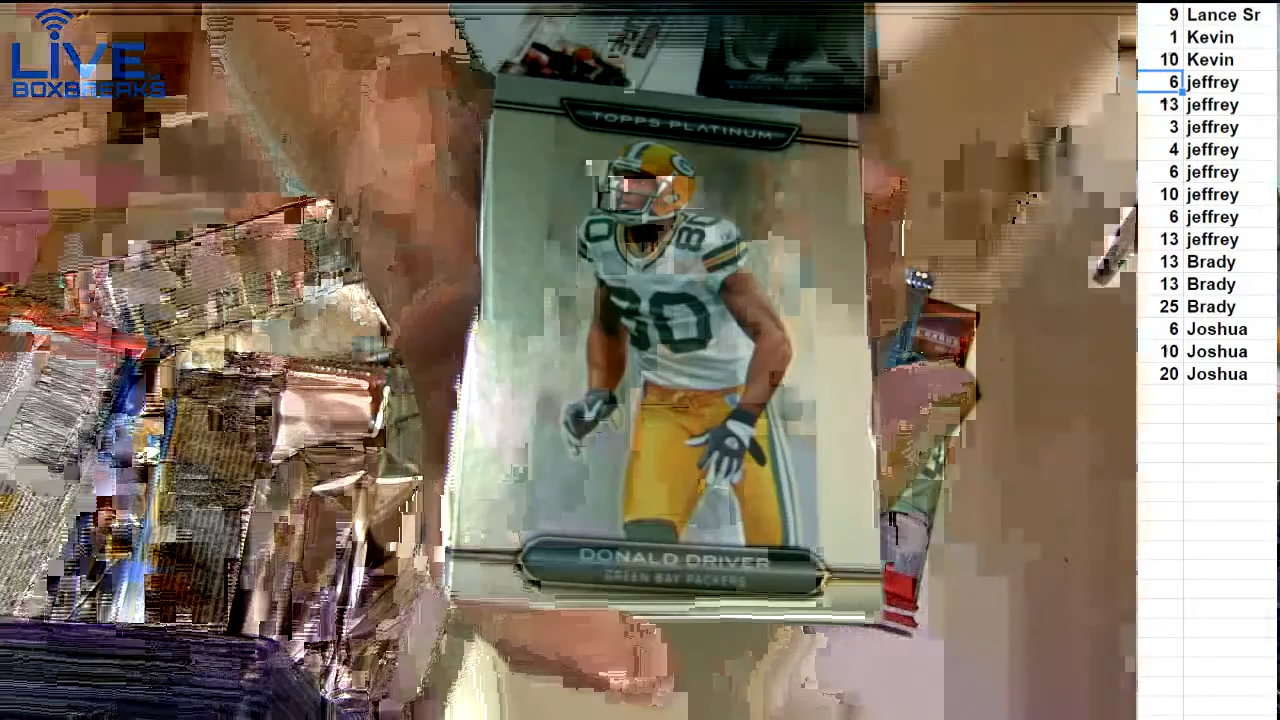 LIVE
BOXBREAKS
TOPPS PLATINUM
80
80
DONALD DRIVER
GREEN BAY PACKERS
9 Lance Sr
1 Kevin
10 Kevin
6 jeffrey
13 jeffrey
3 jeffrey
4 jeffrey
6 jeffrey
10 jeffrey
6 jeffrey
13 jeffrey
13 Brady
13 Brady
25 Brady
6 Joshua
10 Joshua
20 Joshua